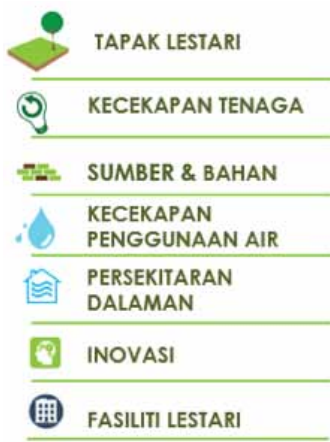 TAPAK LESTARI
KECEKAPAN TENAGA
SUMBER & BAHAN
KECEKAPAN
PENGGUNAAN AIR
PERSEKITARAN
DALAMAN
INOVASI
FASILITI LESTARI